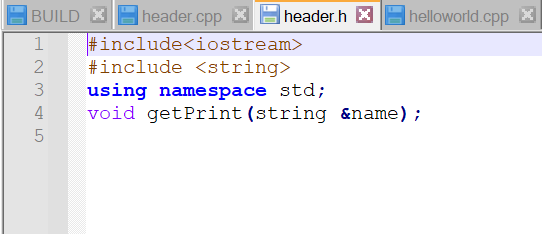 BUILD header.cpp header.h helloworld.cpp
1 #include<iostream>
2 #include <string>
3 using namespace std;
4 void getPrint(string &name);
5